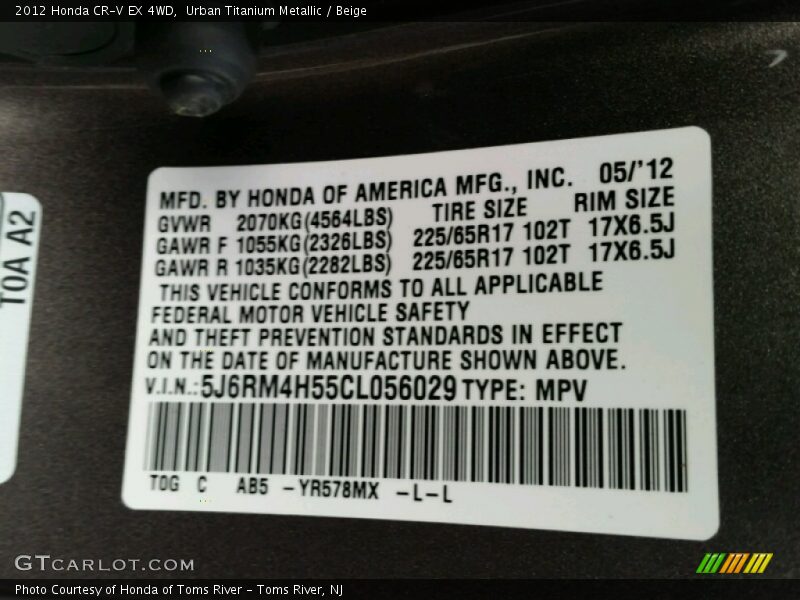 2012 Honda CR-V EX 4WD, Urban Titanium Metallic / Beige
T0A A2
MFD. BY HONDA OF AMERICA MFG., INC. 05/'12
GVWR 2070KG(4564LBS) TIRE SIZE RIM SIZE
GAWR F 1055KG(2326LBS) 225/65R17 102T 17X6.5J
GAWR R 1035KG(2282LBS) 225/65R17 102T 17X6.5J
THIS VEHICLE CONFORMS TO ALL APPLICABLE
FEDERAL MOTOR VEHICLE SAFETY
AND THEFT PREVENTION STANDARDS IN EFFECT
ON THE DATE OF MANUFACTURE SHOWN ABOVE.
V.I.N.:5J6RM4H55CL056029 TYPE: MPV
T0G C AB5 -YR578MX -L-L
GTCARLOT.COM
Photo Courtesy of Honda of Toms River - Toms River, NJ